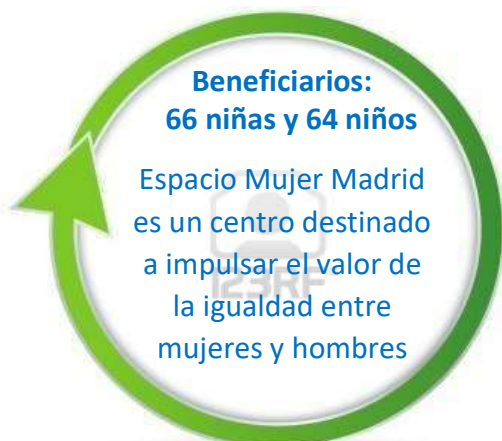 Beneficiarios:
66 niñas y 64 niños
Espacio Mujer Madrid
es un centro destinado
a impulsar el valor de
la igualdad entre
mujeres y hombres
123RF